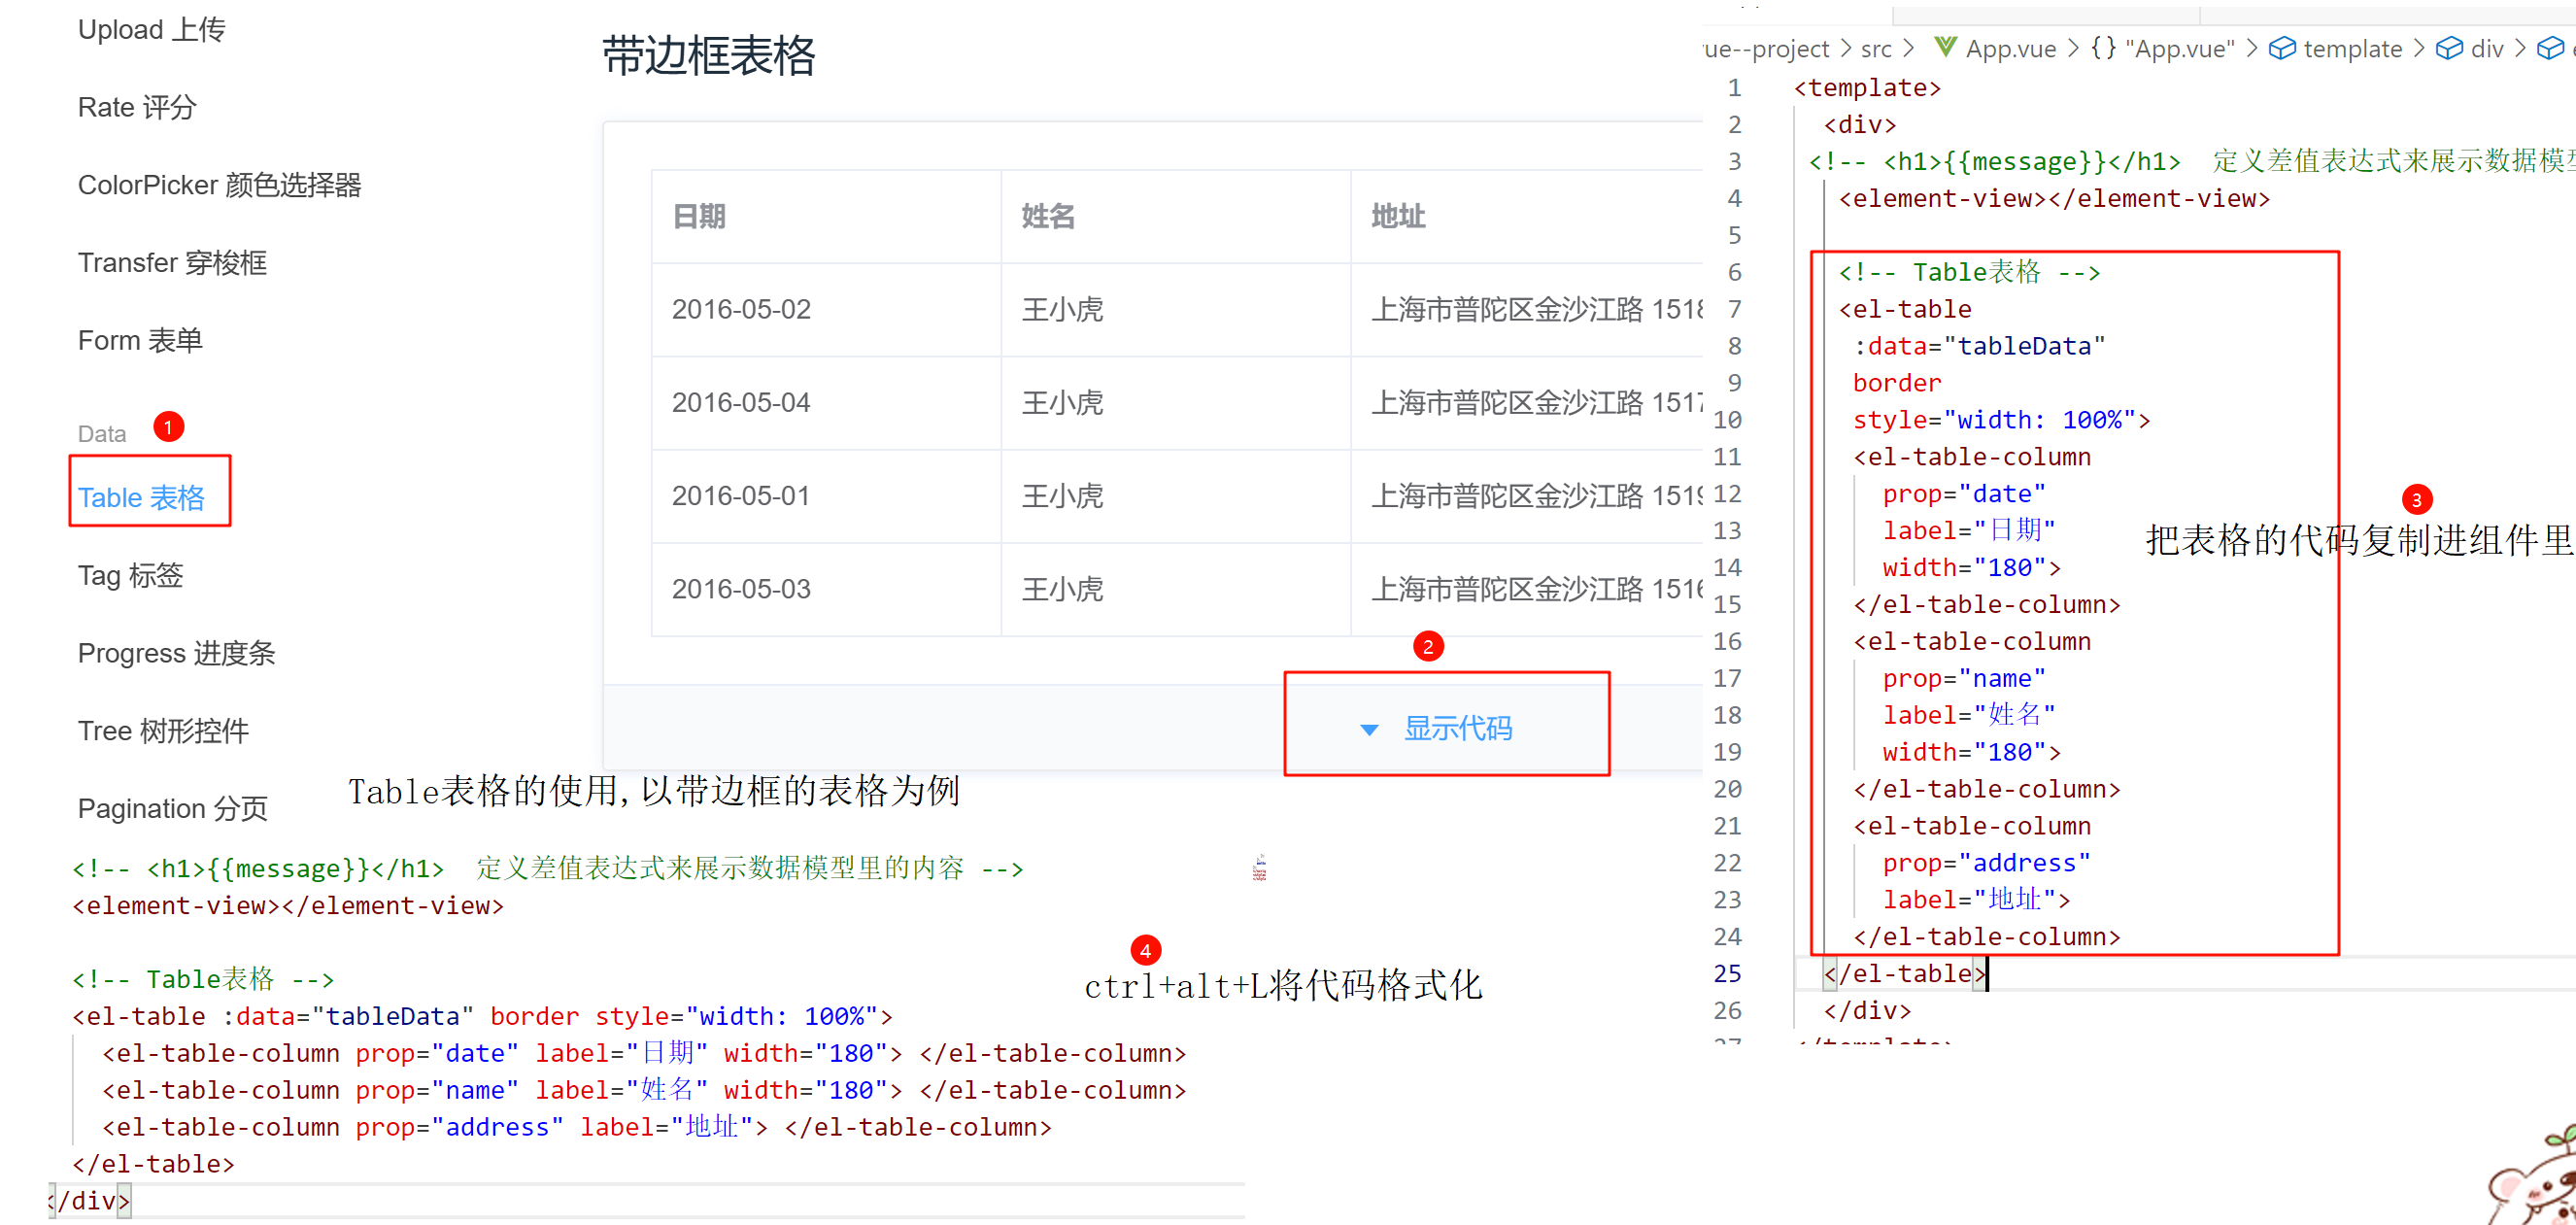 Upload 上传
Rate 评分
ColorPicker 颜色选择器
Transfer 穿梭框
Form 表单
Data
1
Table 表格
Tag 标签
Progress 进度条
Tree 树形控件
Pagination 分页
带边框表格
日期 姓名 地址
2016-05-02 王小虎 上海市普陀区金沙江路 1518
2016-05-04 王小虎 上海市普陀区金沙江路 1517
2016-05-01 王小虎 上海市普陀区金沙江路 1519
2016-05-03 王小虎 上海市普陀区金沙江路 1516
2
显示代码
Table表格的使用,以带边框的表格为例
<!-- <h1>{{message}}</h1>  定义差值表达式来展示数据模型里的内容 -->
<element-view></element-view>
<!-- Table表格 -->
<el-table :data="tableData" border style="width: 100%">
<el-table-column prop="date" label="日期" width="180"> </el-table-column>
<el-table-column prop="name" label="姓名" width="180"> </el-table-column>
<el-table-column prop="address" label="地址"> </el-table-column>
</el-table>
</div>
4
ctrl+alt+L将代码格式化
ue--project > src > App.vue > {} "App.vue" > template > div >
1 <template>
2 <div>
3 <!-- <h1>{{message}}</h1>  定义差值表达式来展示数据模型
4 <element-view></element-view>
5
6 <!-- Table表格 -->
7 <el-table
8 :data="tableData"
9 border
10 style="width: 100%">
11 <el-table-column
12 prop="date"
13 label="日期"
14 width="180">
15 </el-table-column>
16 <el-table-column
17 prop="name"
18 label="姓名"
19 width="180">
20 </el-table-column>
21 <el-table-column
22 prop="address"
23 label="地址">
24 </el-table-column>
25 </el-table>
26 </div>
27 </template>
3
把表格的代码复制进组件里